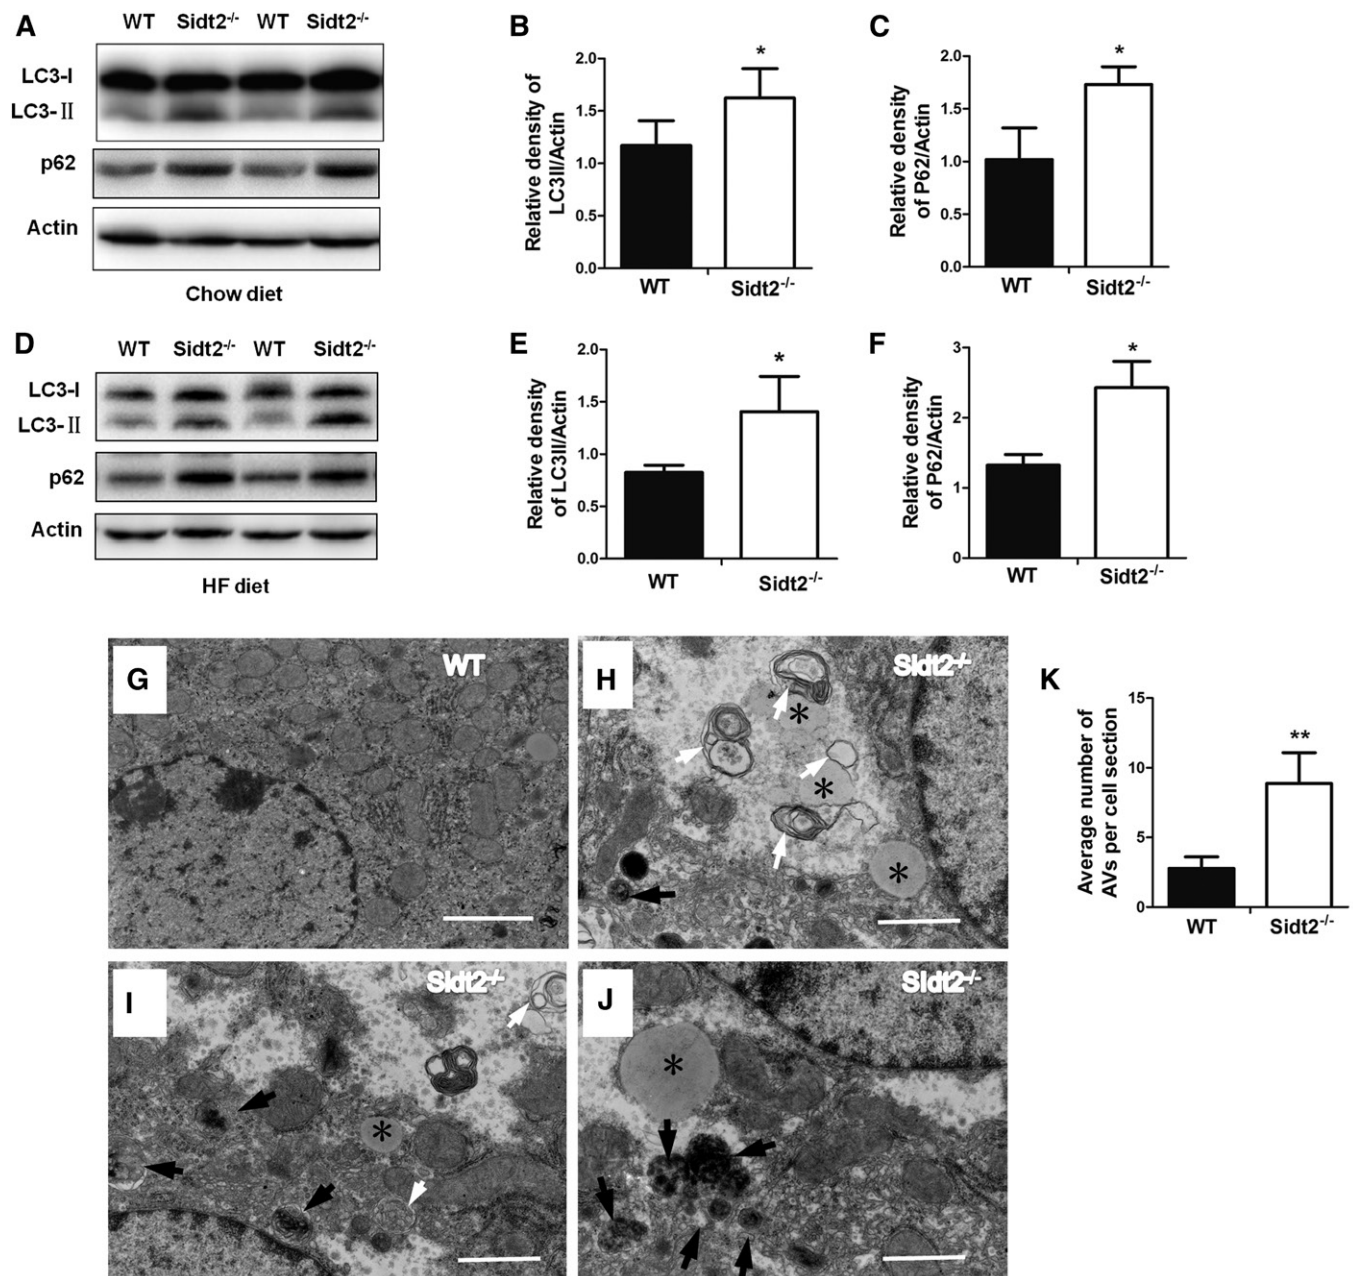 A
WT Sidt2-/- WT Sidt2-/-
LC3-I
LC3-Ⅱ
p62
Actin
Chow diet
B
Relative density of
LC3II/Actin
2.0
1.5
1.0
0.5
0.0
*
WT Sidt2-/-
C
Relative density
of P62/Actin
2.0
1.5
1.0
0.5
0.0
*
WT Sidt2-/-
D
WT Sidt2-/- WT Sidt2-/-
LC3-I
LC3-Ⅱ
p62
Actin
HF diet
E
Relative density
of LC3II/Actin
2.0
1.5
1.0
0.5
0.0
*
WT Sidt2-/-
F
Relative density
of P62/Actin
3
2
1
0
*
WT Sidt2-/-
G
WT
H
Sidt2-/-
*
*
*
I
Sidt2-/-
*
J
Sidt2-/-
*
K
Average number of
AVs per cell section
15
10
5
0
**
WT Sidt2-/-